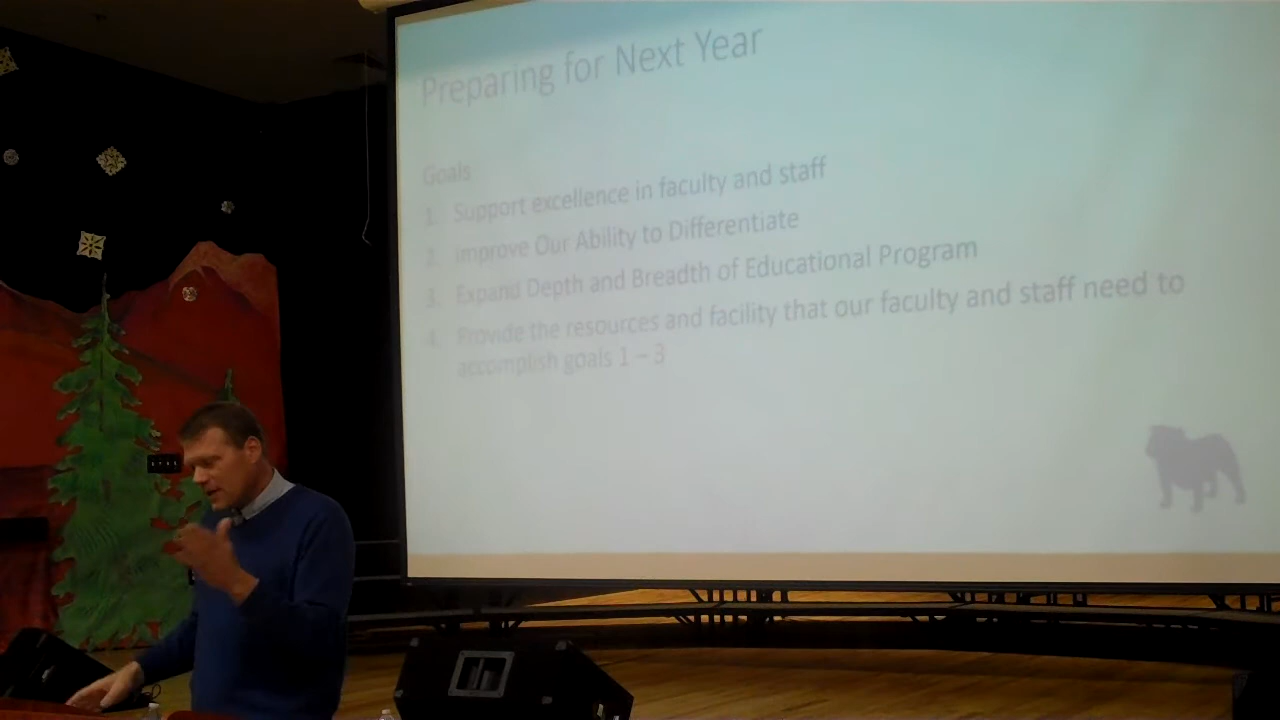 Preparing for Next Year
Goals
1. Support excellence in faculty and staff
2. Improve Our Ability to Differentiate
3. Expand Depth and Breadth of Educational Program
4. Provide the resources and facility that our faculty and staff need to
accomplish goals 1 – 3